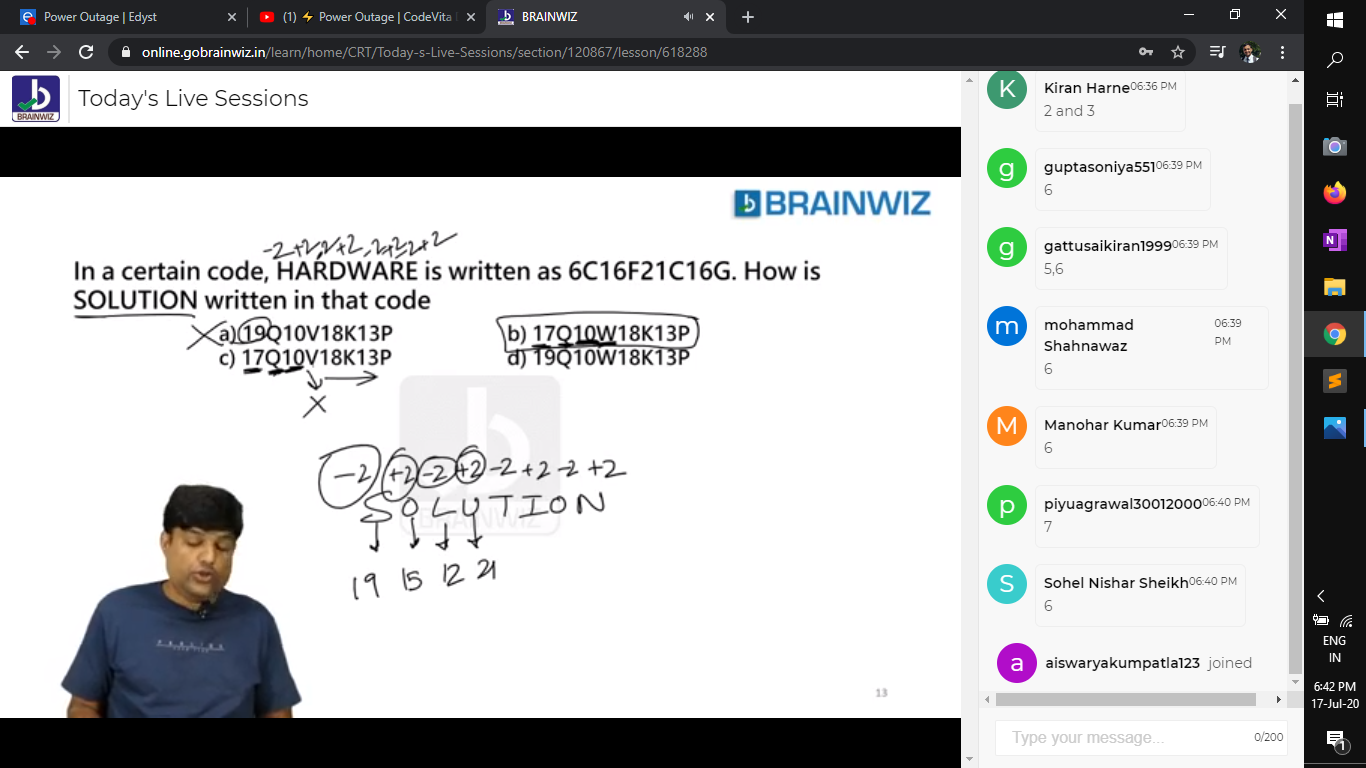 Power Outage | Edyst
(1) ⚡ Power Outage | CodeVita
BRAINWIZ
online.gobrainwiz.in/learn/home/CRT/Today-s-Live-Sessions/section/120867/lesson/618288
BRAINWIZ
Today's Live Sessions
BRAINWIZ
-2 +2, 2, +2, 2 +2, 2 +2
In a certain code, HARDWARE is written as 6C16F21C16G. How is
SOLUTION written in that code
a) 19Q10V18K13P
b) 17Q10W18K13P
c) 17Q10V18K13P
d) 19Q10W18K13P
X
X
-2 +2 -2 +2 -2 +2 -2 +2
S O L U T I O N
19 15 12 21
13
K
Kiran Harne 06:36 PM
2 and 3
g
guptasoniya551 06:39 PM
6
g
gattusaikiran1999 06:39 PM
5,6
m
mohammad Shahnawaz 06:39 PM
6
M
Manohar Kumar 06:39 PM
6
p
piyuagrawal30012000 06:40 PM
7
S
Sohel Nishar Sheikh 06:40 PM
6
a
aiswaryakumpatla123 joined
Type your message...
0/200
ENG
IN
6:42 PM
17-Jul-20
1